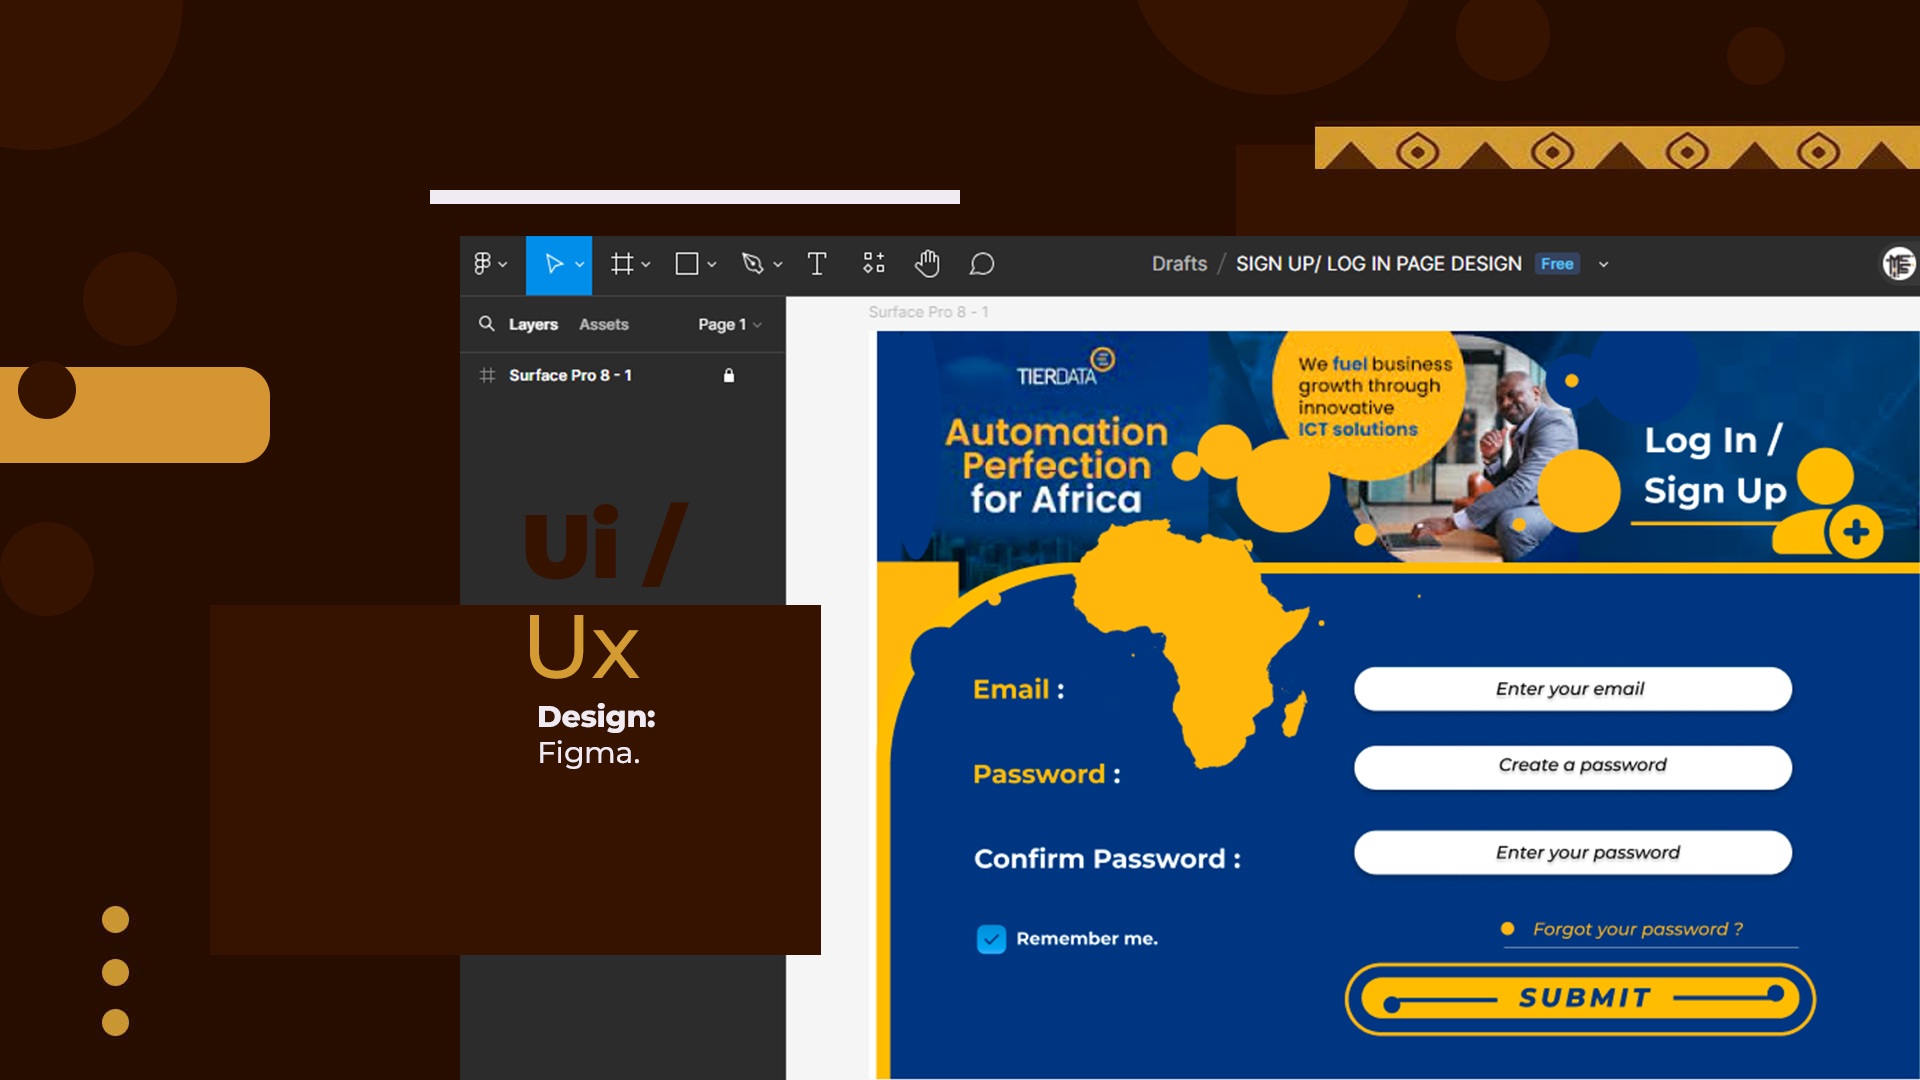 Drafts / SIGN UP/ LOG IN PAGE DESIGN Free
Layers Assets Page 1
Surface Pro 8 - 1
Surface Pro 8 - 1
TIERDATA
Automation
Perfection
for Africa
We fuel business
growth through
innovative
ICT solutions
Log In /
Sign Up
Ui /
Ux
Design:
Figma.
Email :
Enter your email
Password :
Create a password
Confirm Password :
Enter your password
Remember me.
Forgot your password ?
SUBMIT